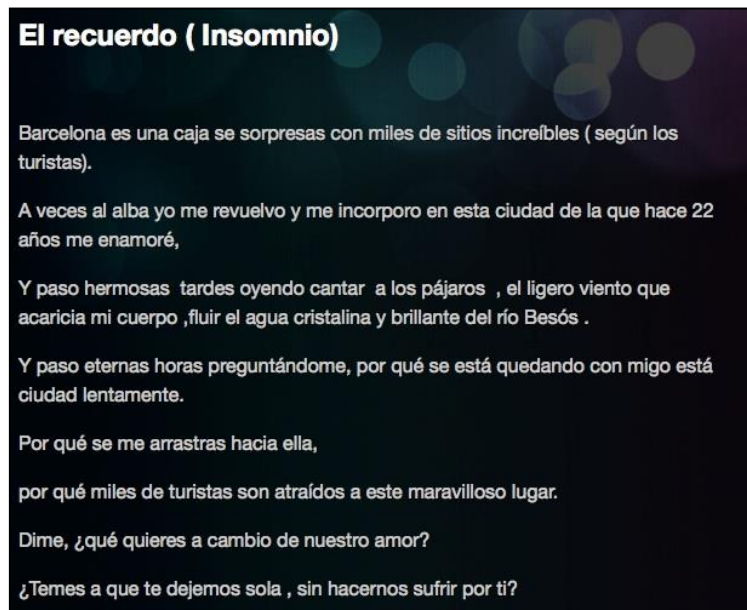 El recuerdo ( Insomnio)
Barcelona es una caja se sorpresas con miles de sitios increíbles ( según los
turistas).
A veces al alba yo me revuelvo y me incorporo en esta ciudad de la que hace 22
años me enamoré,
Y paso hermosas  tardes oyendo cantar  a los pájaros  , el ligero viento que
acaricia mi cuerpo ,fluir el agua cristalina y brillante del río Besós .
Y paso eternas horas preguntándome, por qué se está quedando con migo está
ciudad lentamente.
Por qué se me arrastras hacia ella,
por qué miles de turistas son atraídos a este maravilloso lugar.
Dime, ¿qué quieres a cambio de nuestro amor?
¿Temes a que te dejemos sola , sin hacernos sufrir por ti?